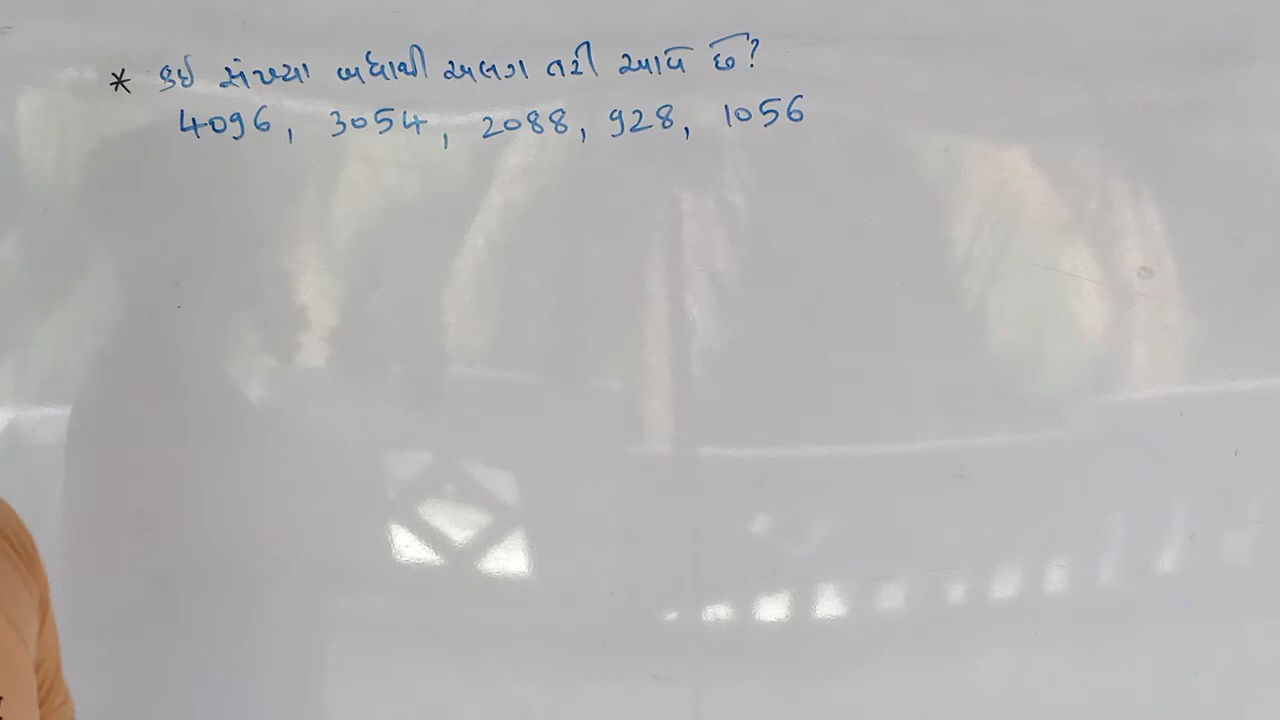 * કઈ સંખ્યા બધાથી અલગ તરી આવે છે?
4096, 3054, 2088, 928, 1056